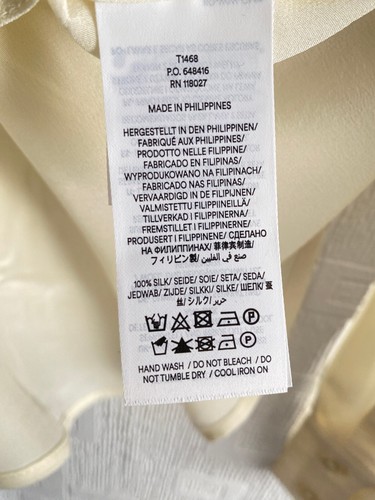 T1468
P.O. 648416
RN 118027
MADE IN PHILIPPINES
HERGESTELLT IN DEN PHILIPPINEN/
FABRIQUÉ AUX PHILIPPINES/
PRODOTTO NELLE FILIPPINE/
FABRICADO EN FILIPINAS/
WYPRODUKOWANO NA FILIPINACH/
FABRICADO NAS FILIPINAS/
VERVAARDIGD IN DE FILIPIJNEN/
VALMISTETTU FILIPPIINEILLÄ/
TILLVERKAD I FILIPPINERNA/
FREMSTILLET I FILIPPINERNE/
PRODUSERT I FILIPPINENE/СДЕЛАНО
НА ФИЛИППИНАХ/菲律宾制造/
フィリピン製/صنع في الفلبين
100% SILK/ SEIDE/ SOIE/ SETA/ SEDA/
JEDWAB/ ZIJDE/ SILKKI/ SILKE/ ШЕЛК/ 蚕
丝/ シルク/ حرير
HAND WASH / DO NOT BLEACH / DO
NOT TUMBLE DRY / COOL IRON ON